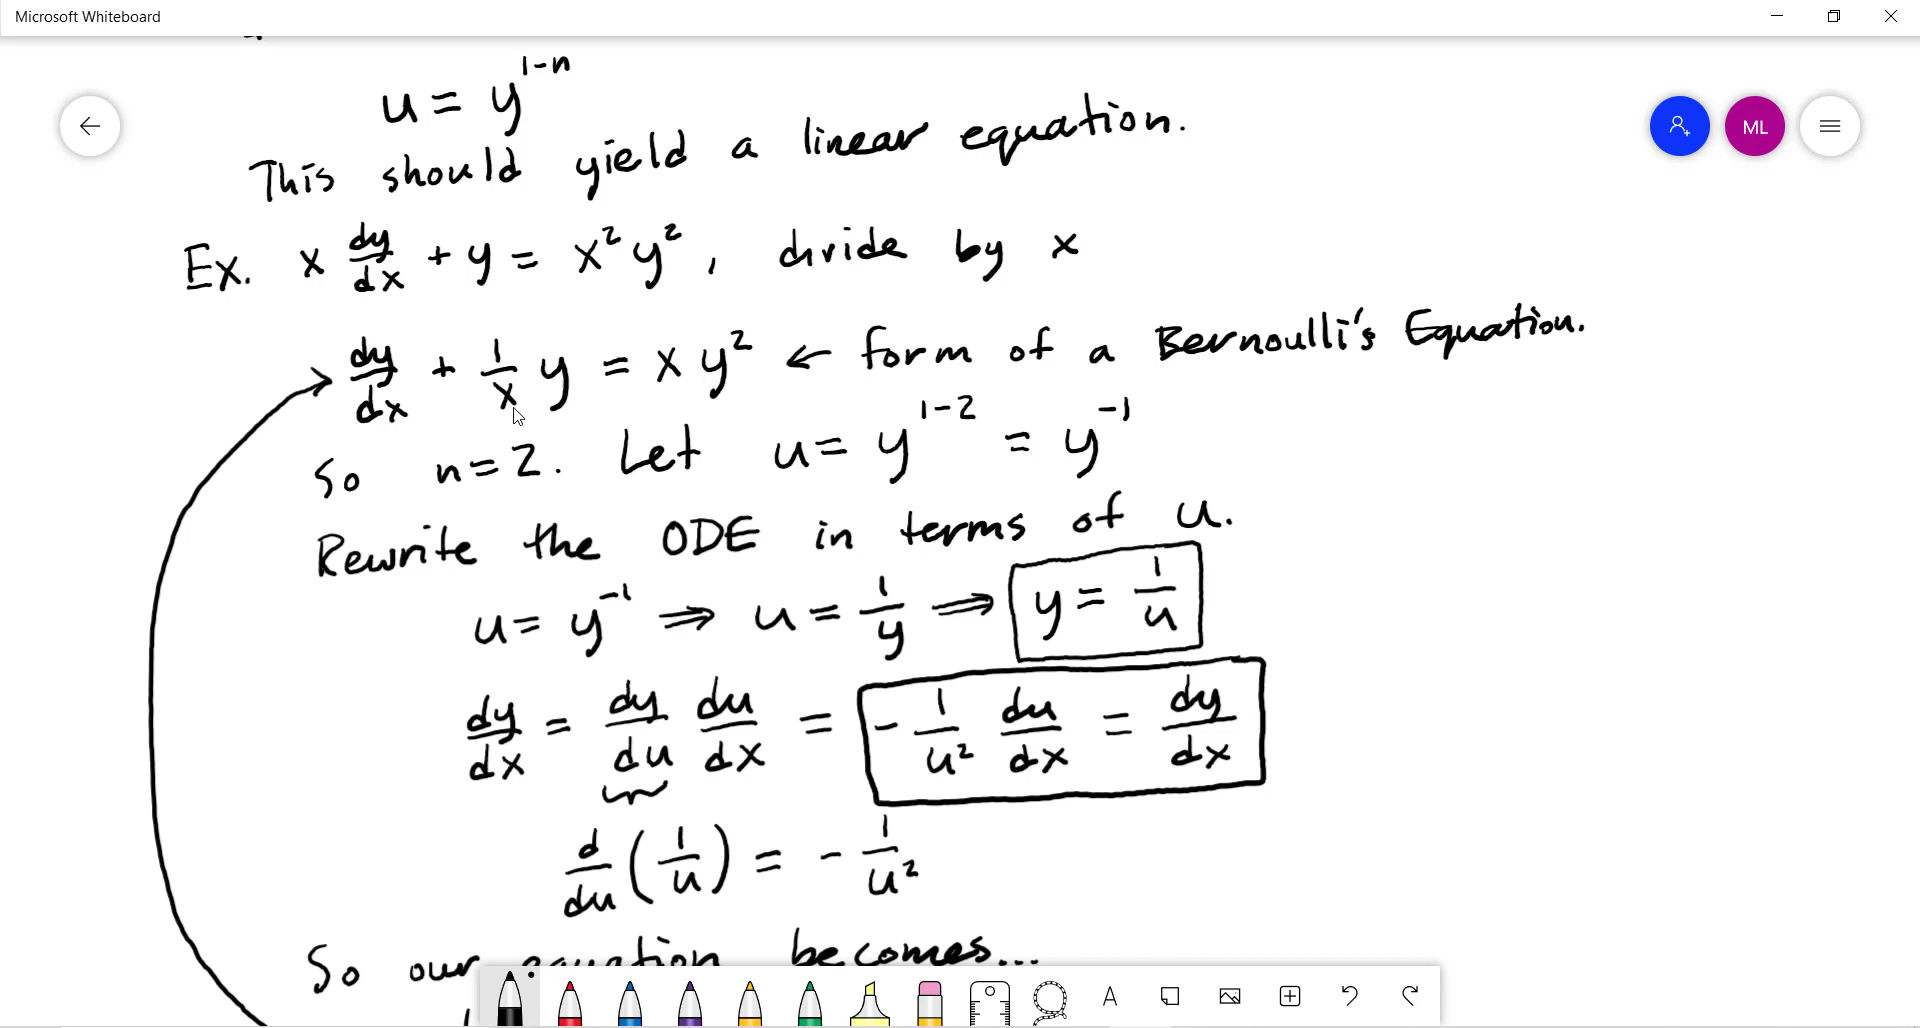 Microsoft Whiteboard
u = y^{1-n}
This should yield a linear equation.
ML
Ex. x dy/dx + y = x² y², divide by x
dy/dx + 1/x y = x y² ← form of a Bernoulli's Equation.
So n=2. Let u = y^{1-2} = y^{-1}
Rewrite the ODE in terms of u.
u = y^{-1} ⇒ u = 1/y ⇒ y = 1/u
dy/dx = dy/du du/dx = - 1/u² du/dx = dy/dx
d/du (1/u) = - 1/u²
So our equation becomes...
A